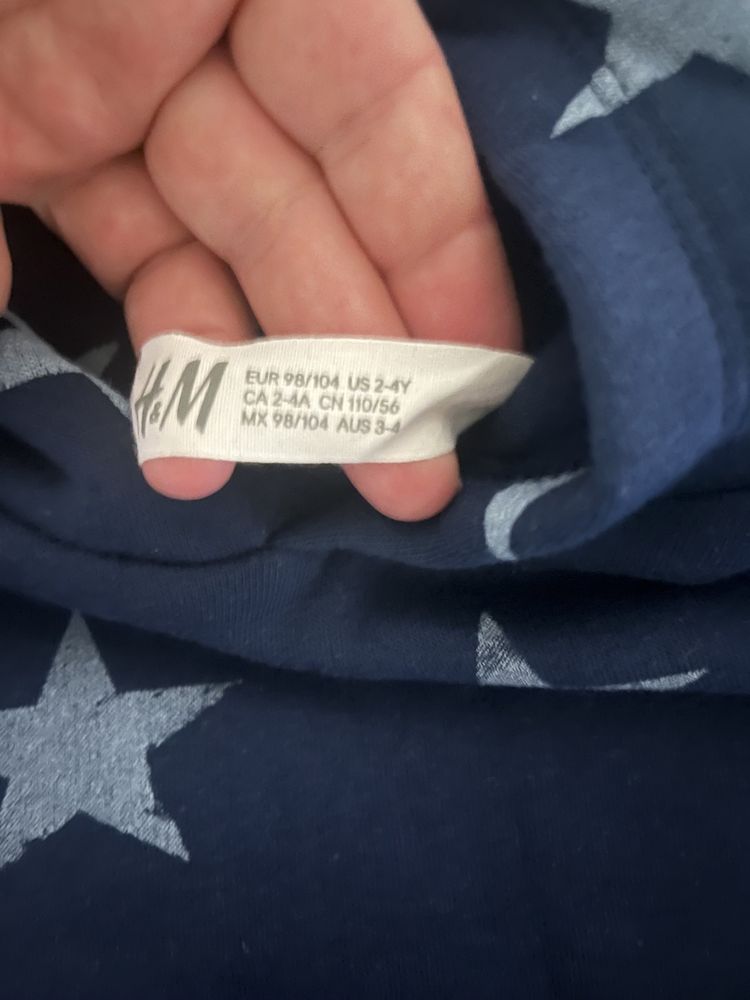 H&M
EUR 98/104 US 2-4Y
CA 2-4A CN 110/56
MX 98/104 AUS 3-4